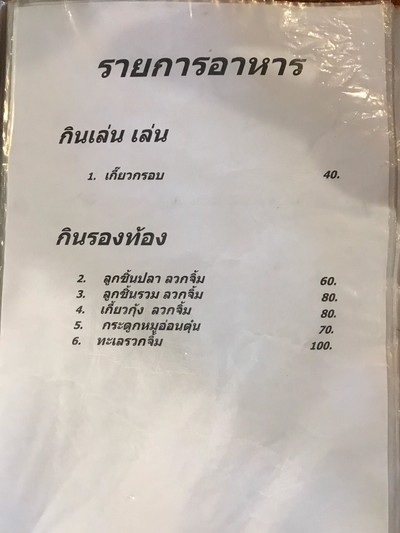 รายการอาหาร
กินเล่น เล่น
1. เกี๊ยวกรอบ 40.
กินรองท้อง
2. ลูกชิ้นปลา ลวกจิ้ม 60.
3. ลูกชิ้นรวม ลวกจิ้ม 80.
4. เกี้ยวกุ้ง ลวกจิ้ม 80.
5. กระดูกหมูอ่อนตุ๋น 70.
6. ทะเลรวกจิ้ม 100.